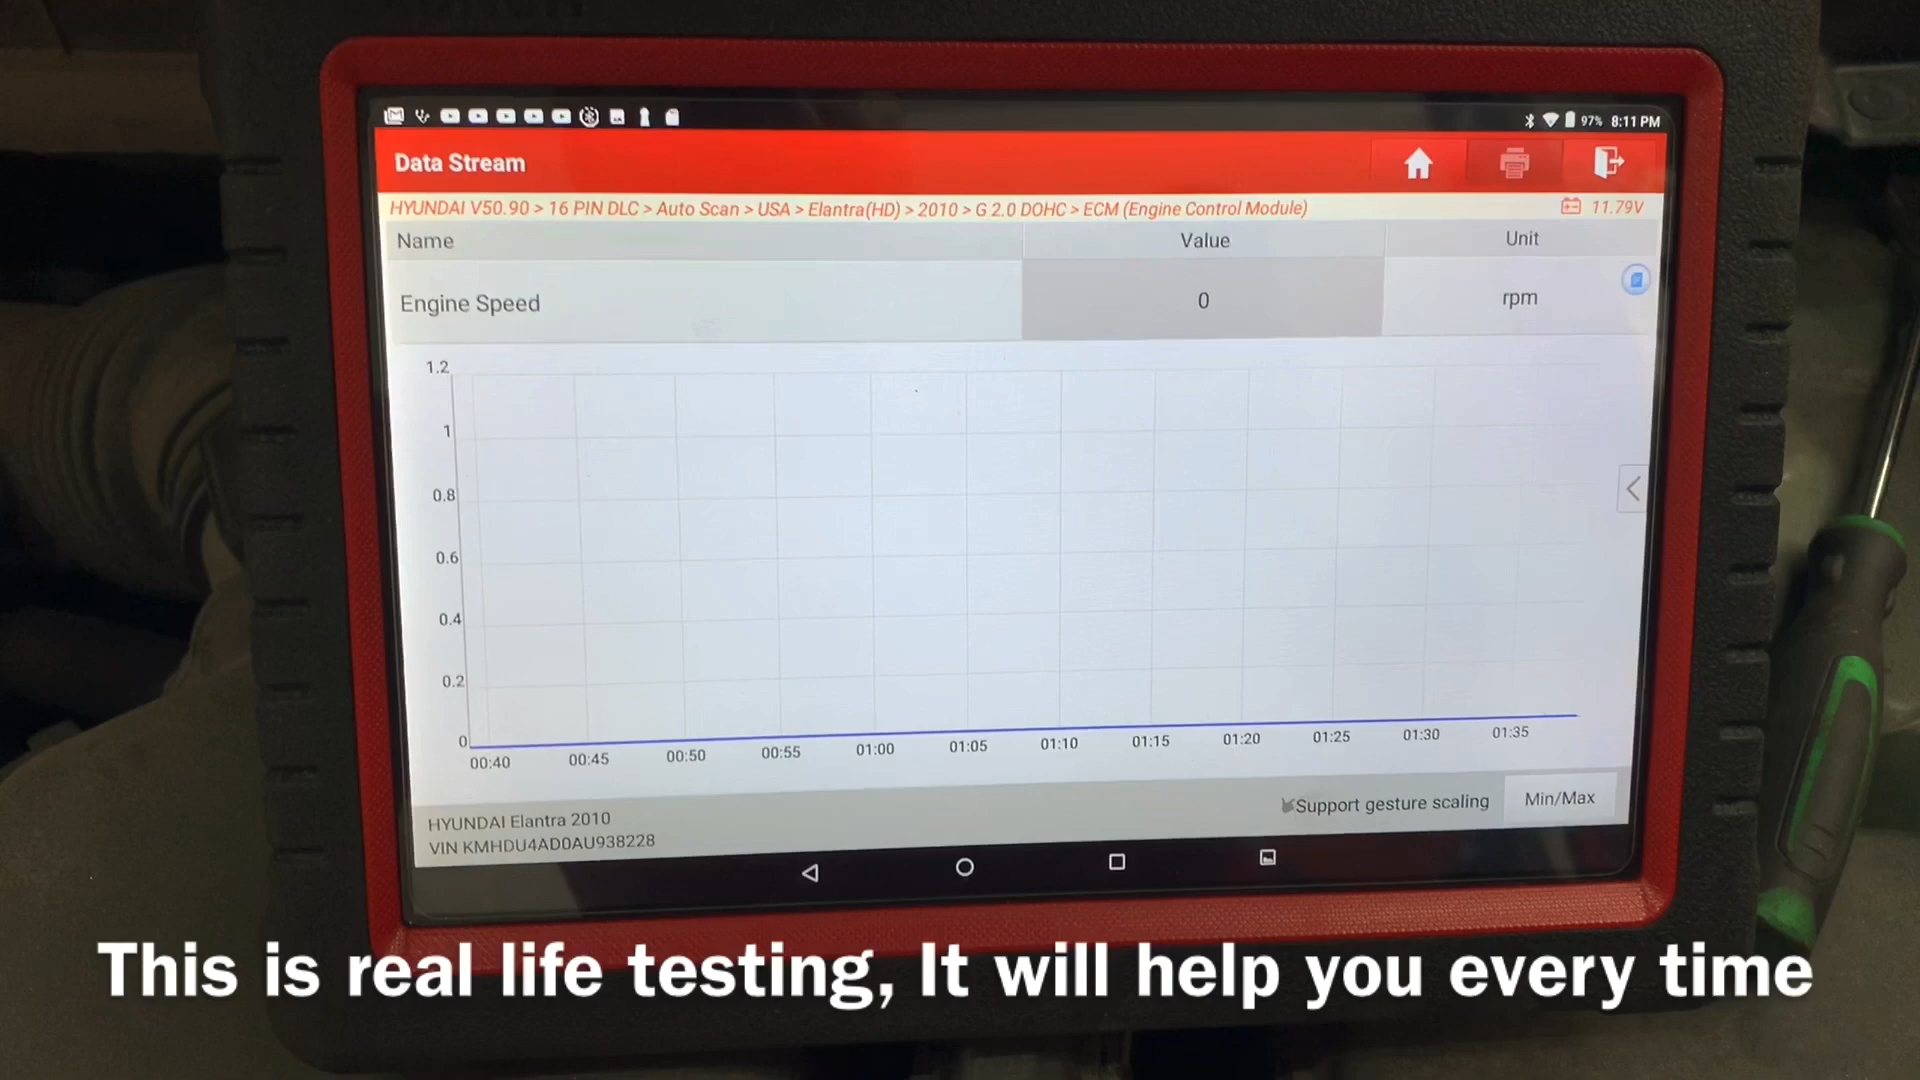 97% 8:11 PM
Data Stream
HYUNDAI V50.90 > 16 PIN DLC > Auto Scan > USA > Elantra(HD) > 2010 > G 2.0 DOHC > ECM (Engine Control Module) 11.79V
Name Value Unit
Engine Speed 0 rpm
1.2
1
0.8
0.6
0.4
0.2
0
00:40 00:45 00:50 00:55 01:00 01:05 01:10 01:15 01:20 01:25 01:30 01:35
Support gesture scaling Min/Max
HYUNDAI Elantra 2010
VIN KMHDU4AD0AU938228
This is real life testing, It will help you every time